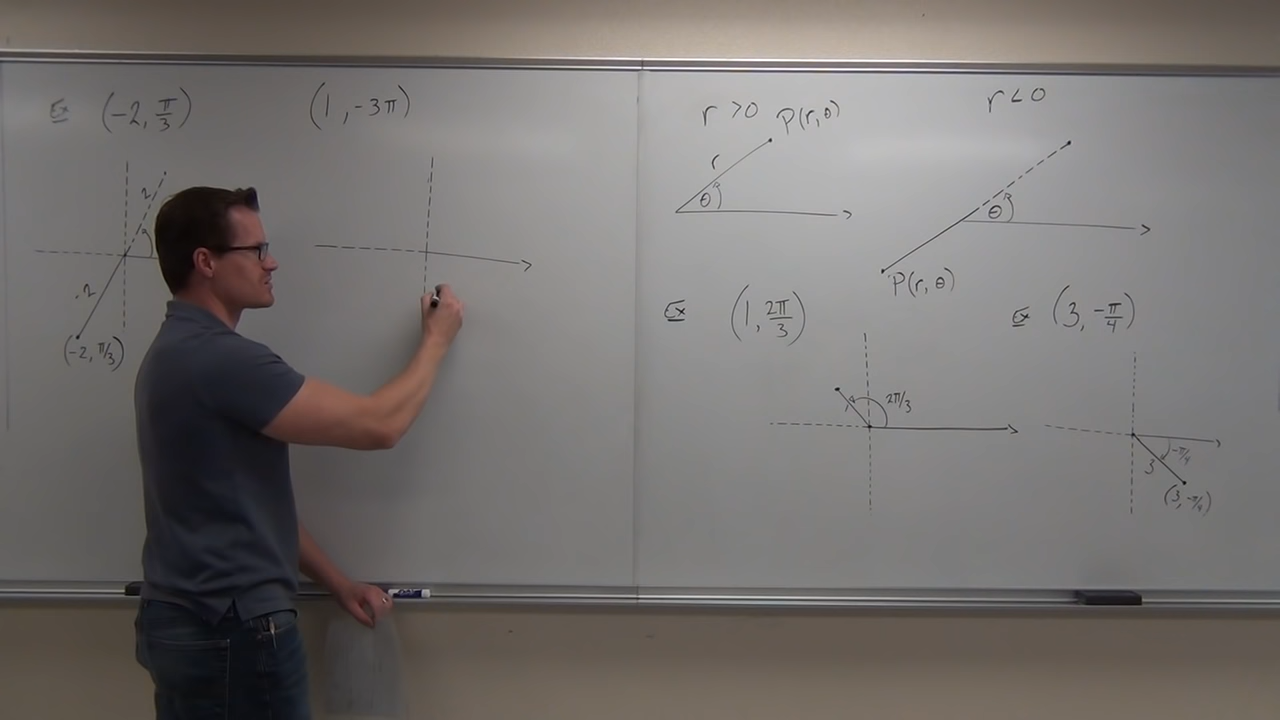 Ex (-2, π/3) (1, -3π)
2
2
(-2, π/3)
r > 0 P(r, θ)
r
θ
r < 0
θ
P(r, θ)
Ex (1, 2π/3)
1 2π/3
Ex (3, -π/4)
-π/4
3
(3, -π/4)